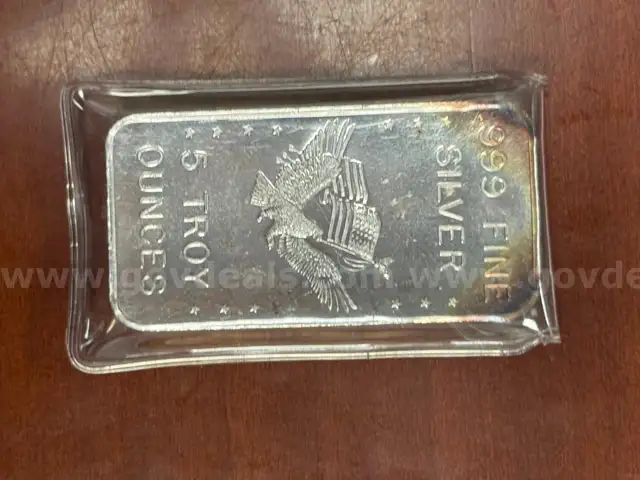 .999 FINE
SILVER
5 TROY
OUNCES
www.govdeals.com www.govde